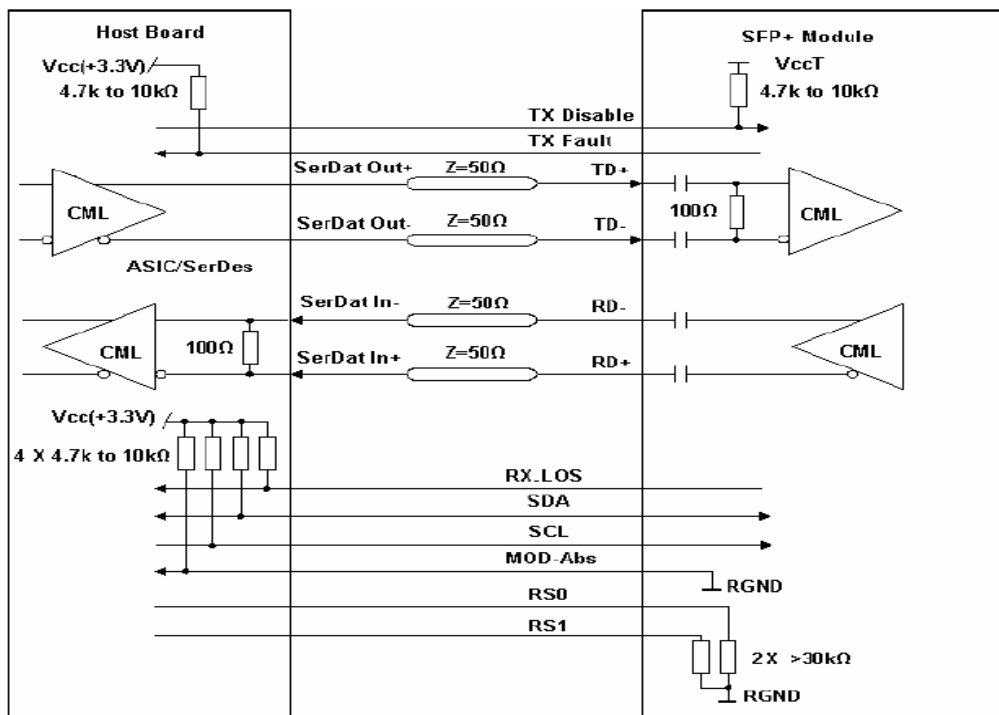 Host Board
SFP+ Module
Vcc(+3.3V)
4.7k to 10kΩ
VccT
4.7k to 10kΩ
TX Disable
TX Fault
SerDat Out+
Z=50Ω
TD+
CML
100Ω
CML
SerDat Out-
Z=50Ω
TD-
ASIC/SerDes
SerDat In-
Z=50Ω
RD-
CML
100Ω
CML
SerDat In+
Z=50Ω
RD+
Vcc(+3.3V)
4 X 4.7k to 10kΩ
RX_LOS
SDA
SCL
MOD-Abs
RGND
RS0
RS1
2X >30kΩ
RGND